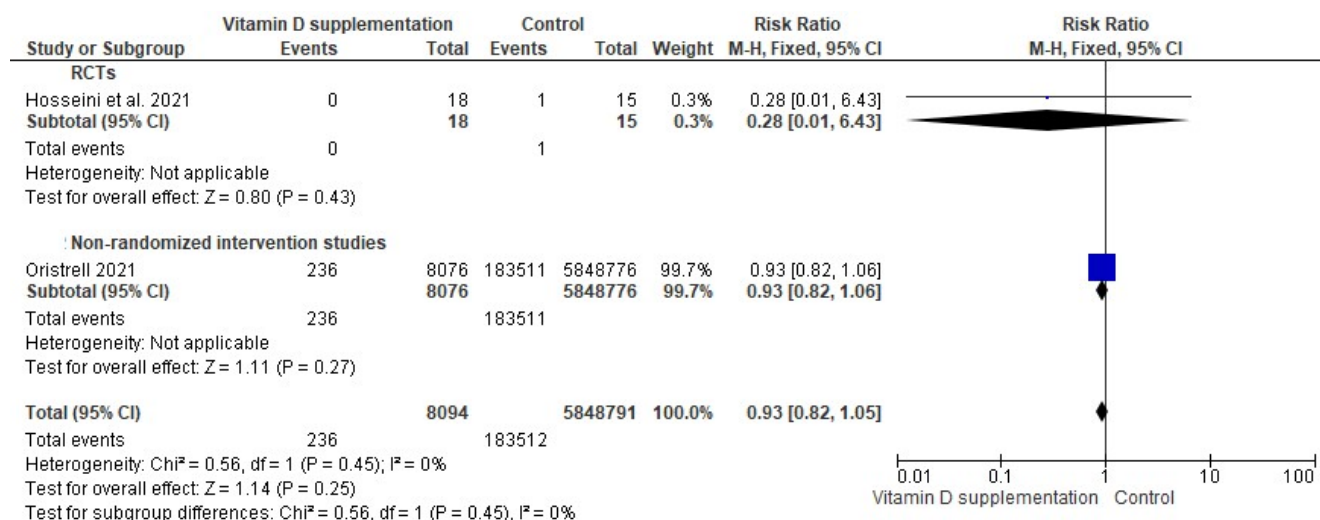 Vitamin D supplementation Control Risk Ratio Risk Ratio
Study or Subgroup Events Total Events Total Weight M-H, Fixed, 95% CI M-H, Fixed, 95% CI
RCTs
Hosseini et al. 2021 0 18 1 15 0.3% 0.28 [0.01, 6.43]
Subtotal (95% CI) 18 15 0.3% 0.28 [0.01, 6.43]
Total events 0 1
Heterogeneity: Not applicable
Test for overall effect: Z = 0.80 (P = 0.43)
Non-randomized intervention studies
Oristrell 2021 236 8076 183511 5848776 99.7% 0.93 [0.82, 1.06]
Subtotal (95% CI) 8076 5848776 99.7% 0.93 [0.82, 1.06]
Total events 236 183511
Heterogeneity: Not applicable
Test for overall effect: Z = 1.11 (P = 0.27)
Total (95% CI) 8094 5848791 100.0% 0.93 [0.82, 1.05]
Total events 236 183512
Heterogeneity: Chi² = 0.56, df = 1 (P = 0.45); I² = 0%
Test for overall effect: Z = 1.14 (P = 0.25)
Test for subgroup differences: Chi² = 0.56, df = 1 (P = 0.45), I² = 0%
0.01 0.1 1 10 100
Vitamin D supplementation Control